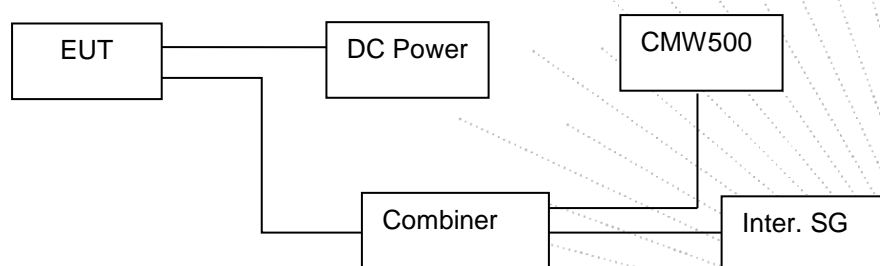 EUT
DC Power
CMW500
Combiner
Inter. SG